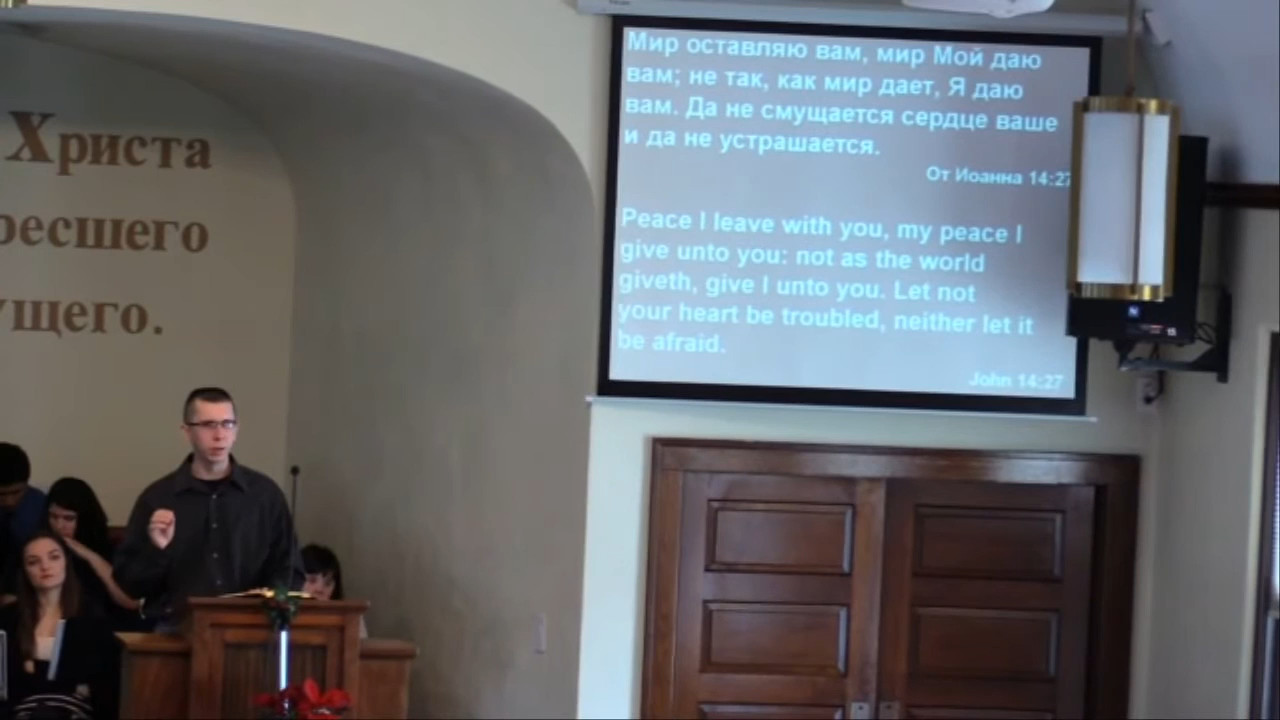 Христа
ресшего
ущего.
Мир оставляю вам, мир Мой даю
вам; не так, как мир дает, Я даю
вам. Да не смущается сердце ваше
и да не устрашается.
От Иоанна 14:27
Peace I leave with you, my peace I
give unto you: not as the world
giveth, give I unto you. Let not
your heart be troubled, neither let it
be afraid.
John 14:27